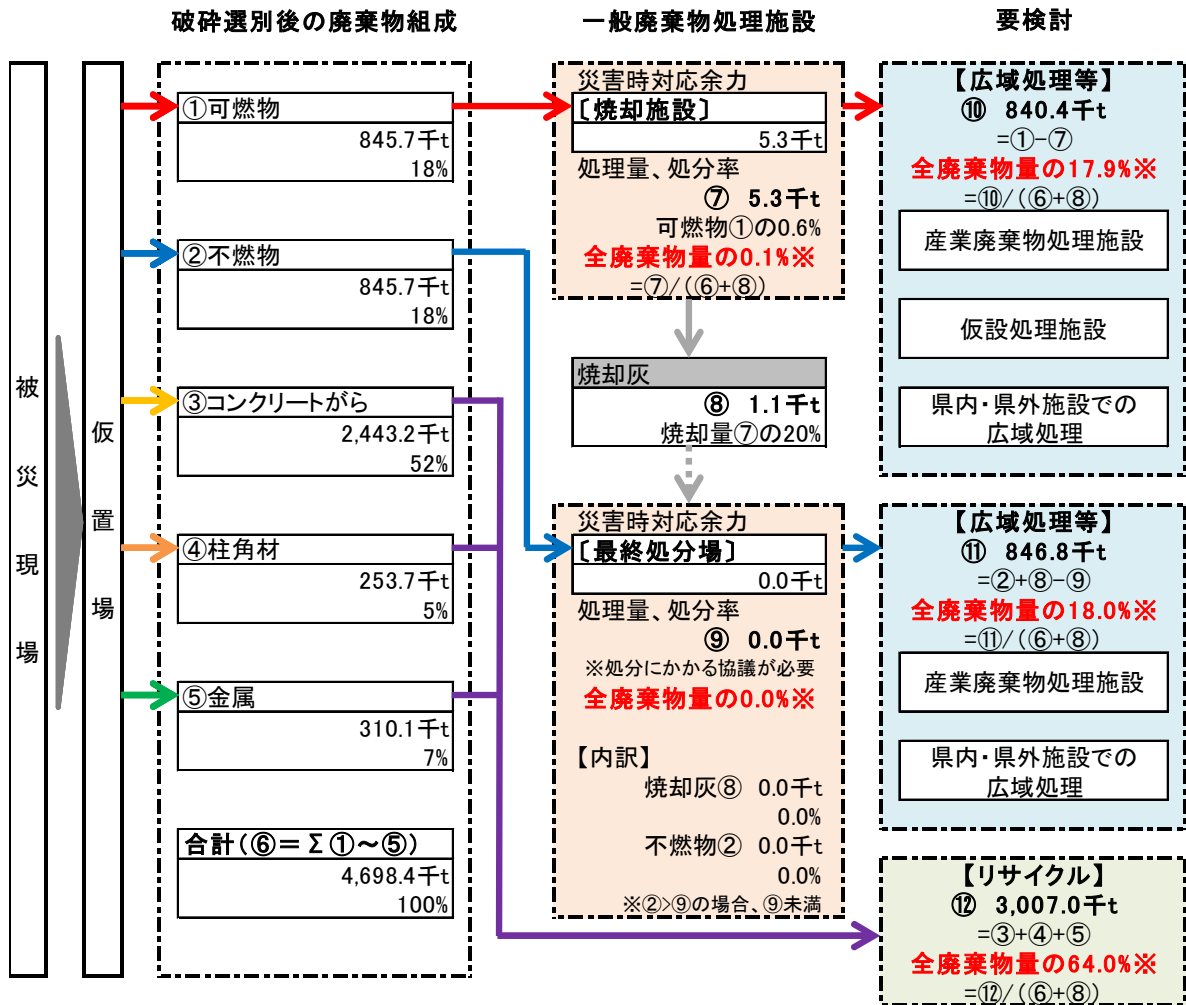 破砕選別後の廃棄物組成
一般廃棄物処理施設
要検討
被災現場
仮置場
①可燃物
845.7千t
18%
②不燃物
845.7千t
18%
③コンクリートがら
2,443.2千t
52%
④柱角材
253.7千t
5%
⑤金属
310.1千t
7%
合計(⑥=Σ①~⑤)
4,698.4千t
100%
災害時対応余力
〔焼却施設〕
5.3千t
処理量、処分率
⑦ 5.3千t
可燃物①の0.6%
全廃棄物量の0.1%※
=⑦/(⑥+⑧)
焼却灰
⑧ 1.1千t
焼却量⑦の20%
災害時対応余力
〔最終処分場〕
0.0千t
処理量、処分率
⑨ 0.0千t
※処分にかかる協議が必要
全廃棄物量の0.0%※
【内訳】
焼却灰⑧ 0.0千t
0.0%
不燃物② 0.0千t
0.0%
※②>⑨の場合、⑨未満
【広域処理等】
⑩ 840.4千t
=①-⑦
全廃棄物量の17.9%※
=⑩/(⑥+⑧)
産業廃棄物処理施設
仮設処理施設
県内・県外施設での
広域処理
【広域処理等】
⑪ 846.8千t
=②+⑧-⑨
全廃棄物量の18.0%※
=⑪/(⑥+⑧)
産業廃棄物処理施設
県内・県外施設での
広域処理
【リサイクル】
⑫ 3,007.0千t
=③+④+⑤
全廃棄物量の64.0%※
=⑫/(⑥+⑧)